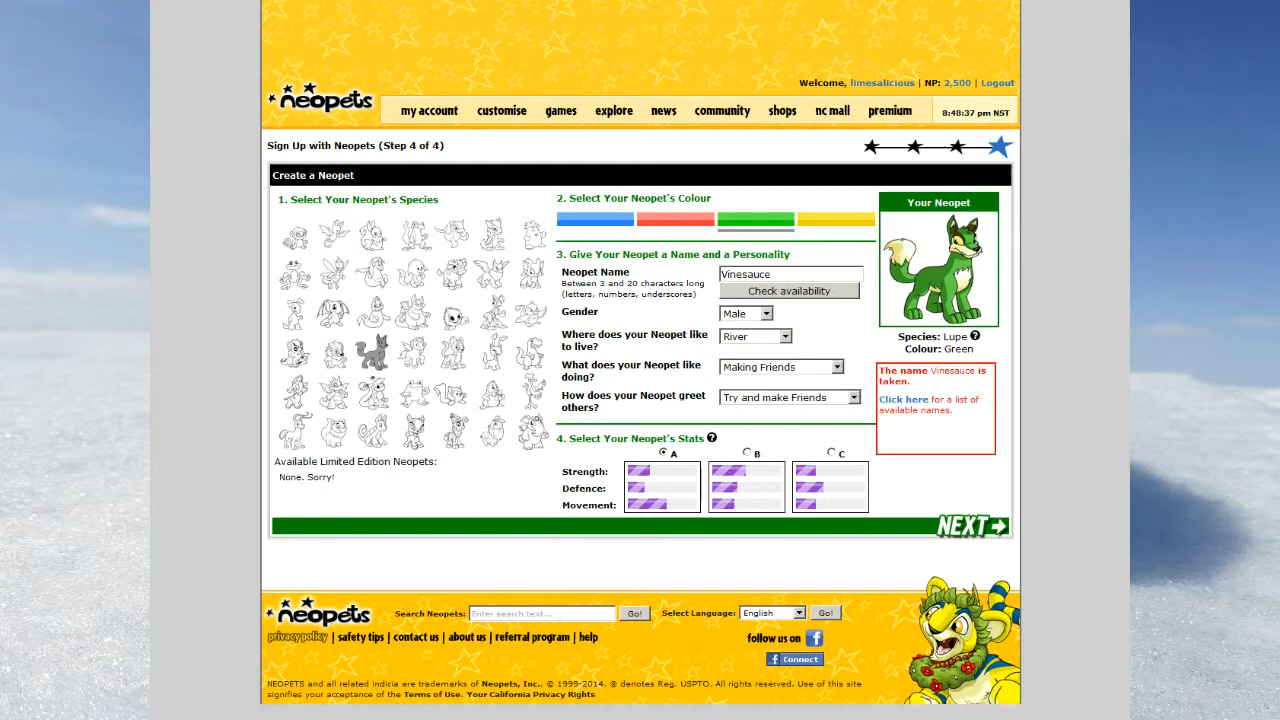 Welcome, limesalicious | NP: 2,500 | Logout
neopets
my account customise games explore news community shops nc mall premium 8:48:37 pm NST
Sign Up with Neopets (Step 4 of 4)
Create a Neopet
1. Select Your Neopet's Species
Available Limited Edition Neopets:
None. Sorry!
2. Select Your Neopet's Colour
3. Give Your Neopet a Name and a Personality
Neopet Name Vinesauce
Between 3 and 20 characters long
(letters, numbers, underscores)
Check availability
Gender Male
Where does your Neopet like
to live?
River
What does your Neopet like
doing?
Making Friends
How does your Neopet greet
others?
Try and make Friends
4. Select Your Neopet's Stats ?
A B C
Strength:
Defence:
Movement:
Your Neopet
Species: Lupe ?
Colour: Green
The name Vinesauce is
taken.
Click here for a list of
available names.
NEXT
neopets
Search Neopets: Enter search text... Go! Select Language: English Go!
privacy policy | safety tips | contact us | about us | referral program | help
follow us on f
f Connect
NEOPETS and all related indicia are trademarks of Neopets, Inc.. © 1999-2014. ® denotes Reg. USPTO. All rights reserved. Use of this site
signifies your acceptance of the Terms of Use. Your California Privacy Rights